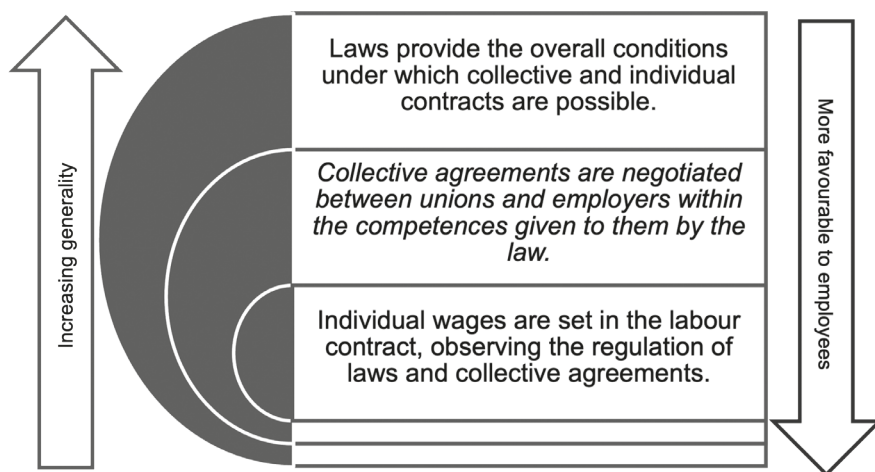 Increasing generality
Laws provide the overall conditions
under which collective and individual
contracts are possible.
Collective agreements are negotiated
between unions and employers within
the competences given to them by the
law.
Individual wages are set in the labour
contract, observing the regulation of
laws and collective agreements.
More favourable to employees